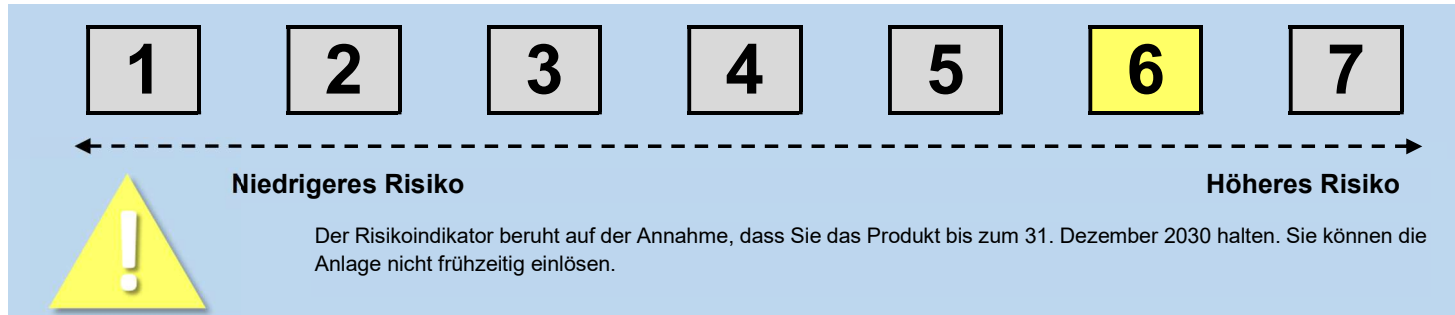 1 2 3 4 5 6 7
Niedrigeres Risiko Höheres Risiko
!
Der Risikoindikator beruht auf der Annahme, dass Sie das Produkt bis zum 31. Dezember 2030 halten. Sie können die
Anlage nicht frühzeitig einlösen.